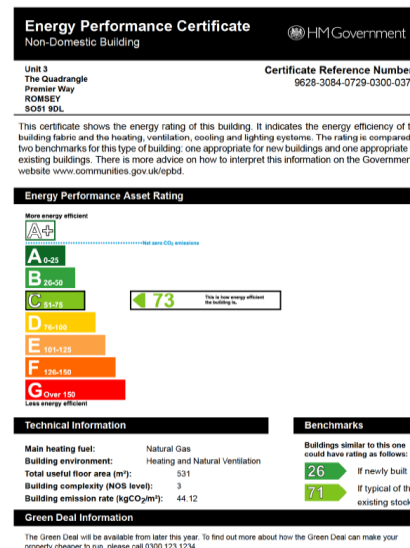 Energy Performance Certificate
Non-Domestic Building
HM Government
Unit 3
The Quadrangle
Premier Way
ROMSEY
SO51 9DL
Certificate Reference Number
9628-3084-0729-0300-037
This certificate shows the energy rating of this building. It indicates the energy efficiency of t
building fabric and the heating, ventilation, cooling and lighting systems. The rating is compared
two benchmarks for this type of building: one appropriate for new buildings and one appropriate
existing buildings. There is more advice on how to interpret this information on the Governmen
website www.communities.gov.uk/epbd.
Energy Performance Asset Rating
More energy efficient
A+
Net zero CO₂ emissions
A 0-25
B 26-50
C 51-75
73
This is how energy efficient
the building is.
D 76-100
E 101-125
F 126-150
G Over 150
Less energy efficient
Technical Information
Main heating fuel: Natural Gas
Building environment: Heating and Natural Ventilation
Total useful floor area (m²): 531
Building complexity (NOS level): 3
Building emission rate (kgCO₂/m²): 44.12
Benchmarks
Buildings similar to this one
could have rating as follows:
26 If newly built
71 If typical of th
existing stock
Green Deal Information
The Green Deal will be available from later this year. To find out more about how the Green Deal can make your
property cheaper to run, please call 0300 123 1234